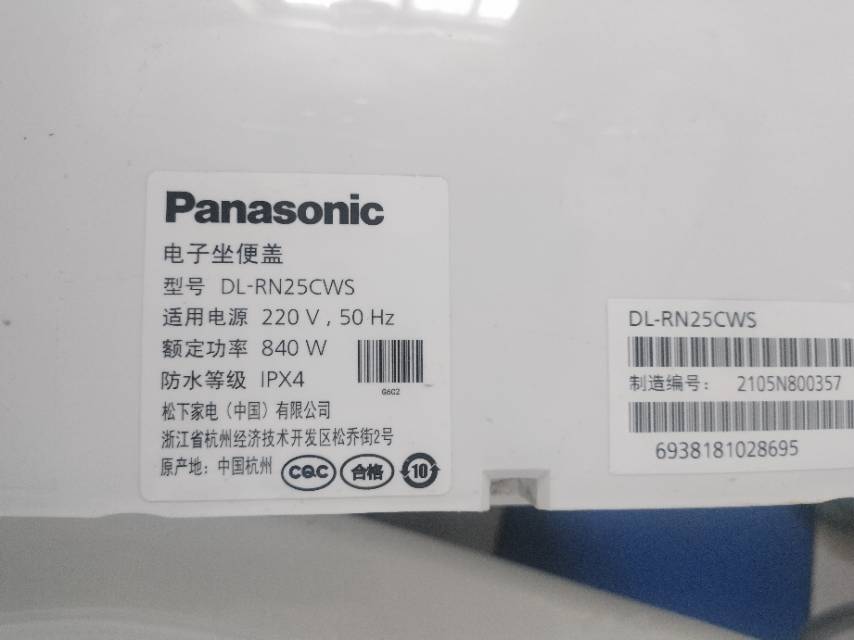 Panasonic
电子坐便盖
型号 DL-RN25CWS
适用电源 220 V , 50 Hz
额定功率 840 W
防水等级 IPX4
G6G2
松下家电（中国）有限公司
浙江省杭州经济技术开发区松乔街2号
原产地：中国杭州 CQC 合格 10
DL-RN25CWS
制造编号： 2105N800357
6938181028695